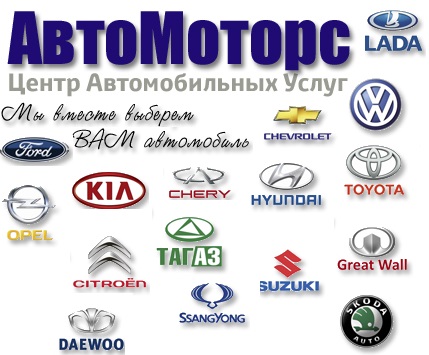 АвтоМоторс
LADA
Центр Автомобильных Услуг
Мы вместе выберем
ВАМ автомобиль
CHEVROLET
Ford
KIA
CHERY
HYUNDAI
TOYOTA
OPEL
CITROËN
ТАГАЗ
SUZUKI
Great Wall
DAEWOO
SSANGYONG
SKODA
AUTO